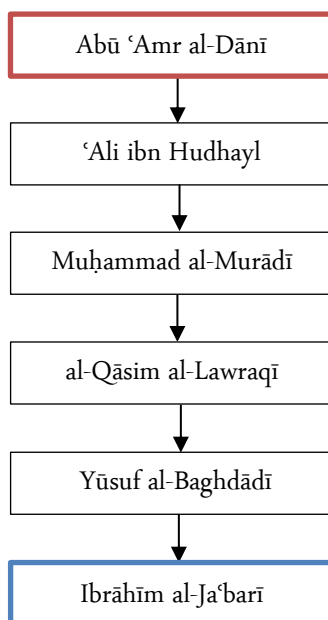 Abū ʿAmr al-Dānī
ʿAli ibn Hudhayl
Muḥammad al-Murādī
al-Qāsim al-Lawraqī
Yūsuf al-Baghdādī
Ibrāhīm al-Jaʿbarī